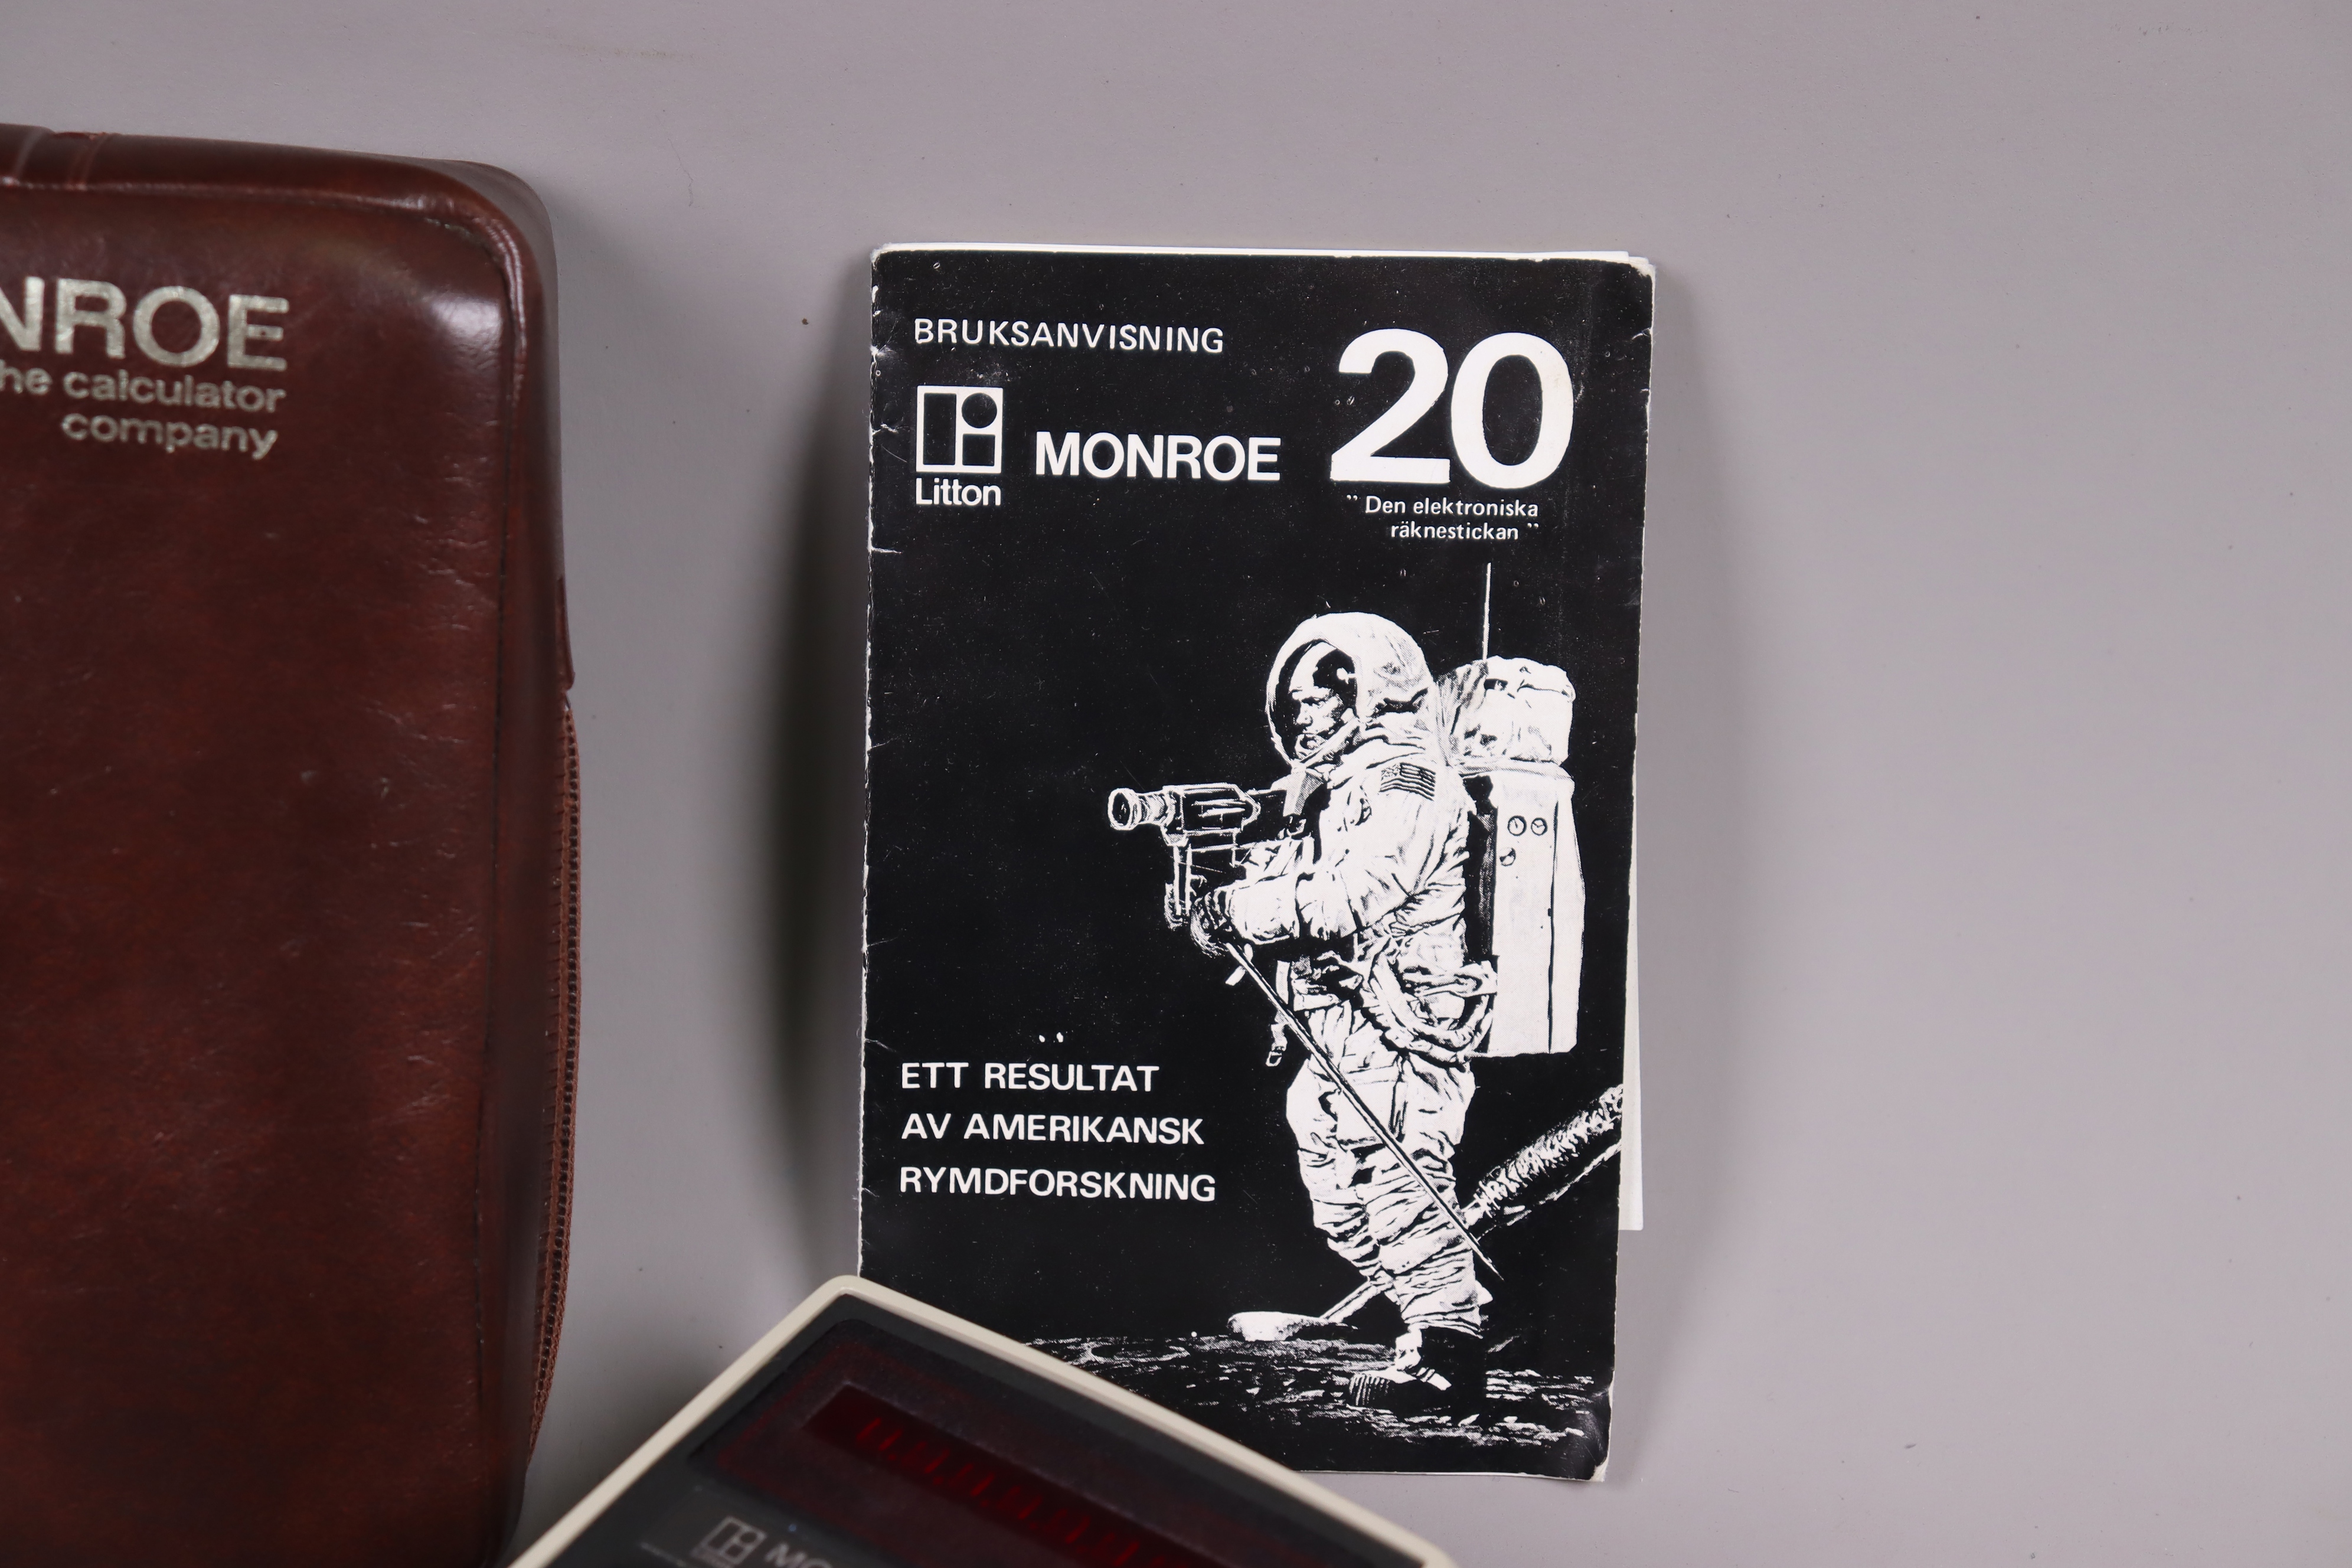 NROE
he calculator
company
BRUKSANVISNING
20
Litton
MONROE
" Den elektroniska
räknestickan "
ETT RESULTAT
AV AMERIKANSK
RYMDFORSKNING